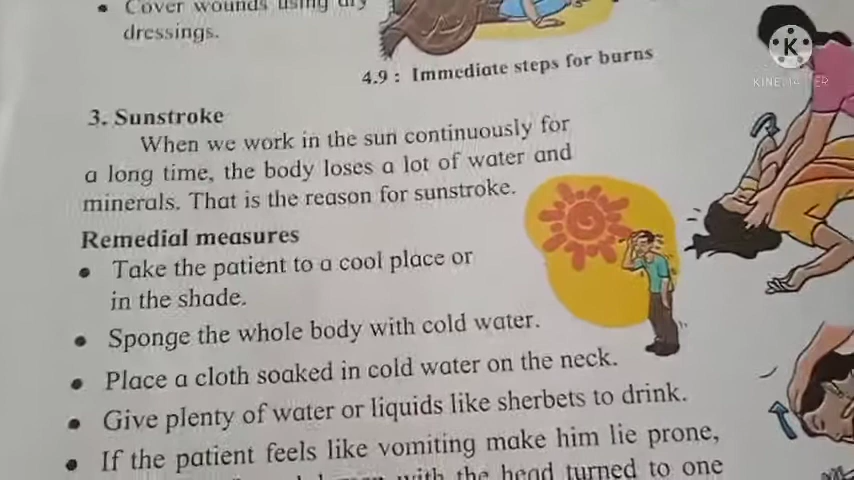 • Cover wounds using dry
dressings.
4.9 : Immediate steps for burns
3. Sunstroke
When we work in the sun continuously for
a long time, the body loses a lot of water and
minerals. That is the reason for sunstroke.
Remedial measures
• Take the patient to a cool place or
in the shade.
• Sponge the whole body with cold water.
• Place a cloth soaked in cold water on the neck.
• Give plenty of water or liquids like sherbets to drink.
• If the patient feels like vomiting make him lie prone,
with the head turned to one
K